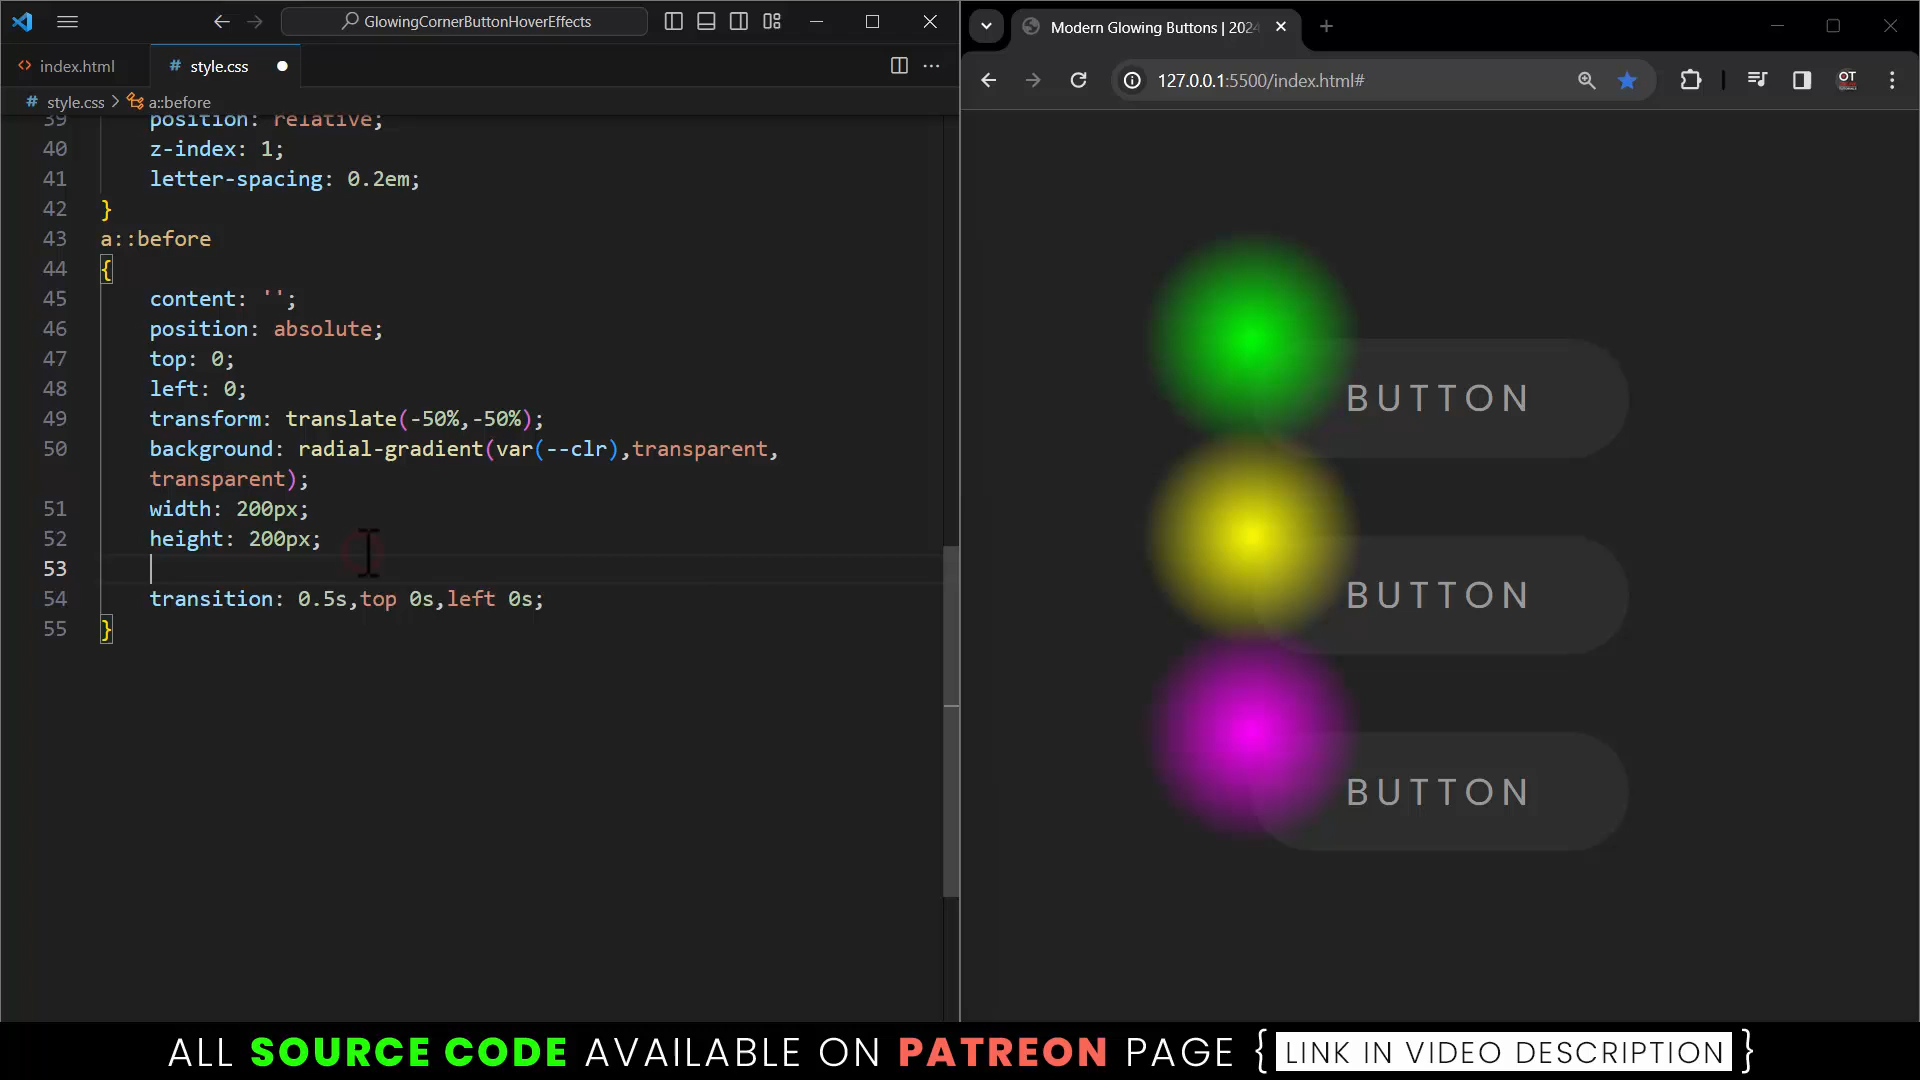 GlowingCornerButtonHoverEffects
index.html
style.css
style.css > a::before
39 position: relative;
40 z-index: 1;
41 letter-spacing: 0.2em;
42 }
43 a::before
44 {
45 content: '';
46 position: absolute;
47 top: 0;
48 left: 0;
49 transform: translate(-50%,-50%);
50 background: radial-gradient(var(--clr),transparent,
transparent);
51 width: 200px;
52 height: 200px;
53
54 transition: 0.5s,top 0s,left 0s;
55 }
Modern Glowing Buttons | 2024
127.0.0.1:5500/index.html#
OT
BUTTON
BUTTON
BUTTON
ALL SOURCE CODE AVAILABLE ON PATREON PAGE { LINK IN VIDEO DESCRIPTION }